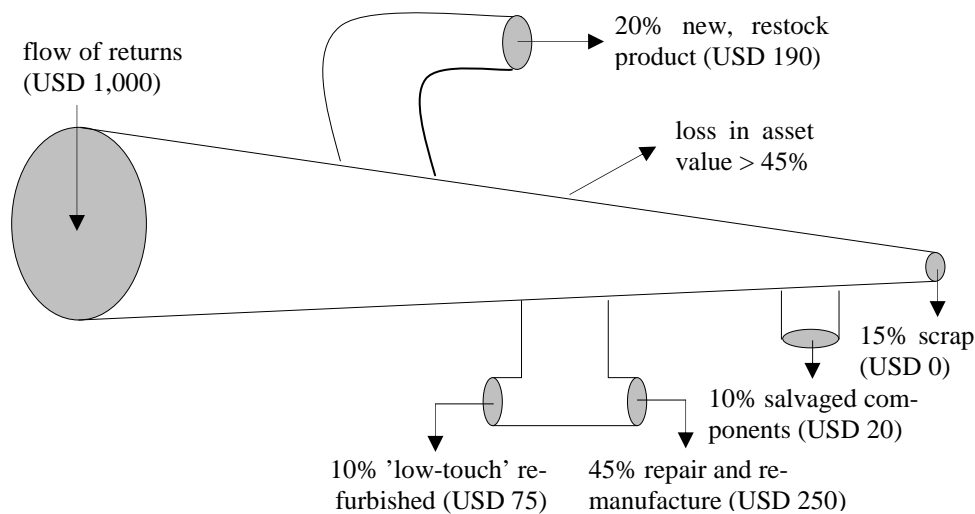 flow of returns
(USD 1,000)
20% new, restock
product (USD 190)
loss in asset
value > 45%
15% scrap
(USD 0)
10% salvaged com-
ponents (USD 20)
10% ’low-touch’ re-
furbished (USD 75)
45% repair and re-
manufacture (USD 250)